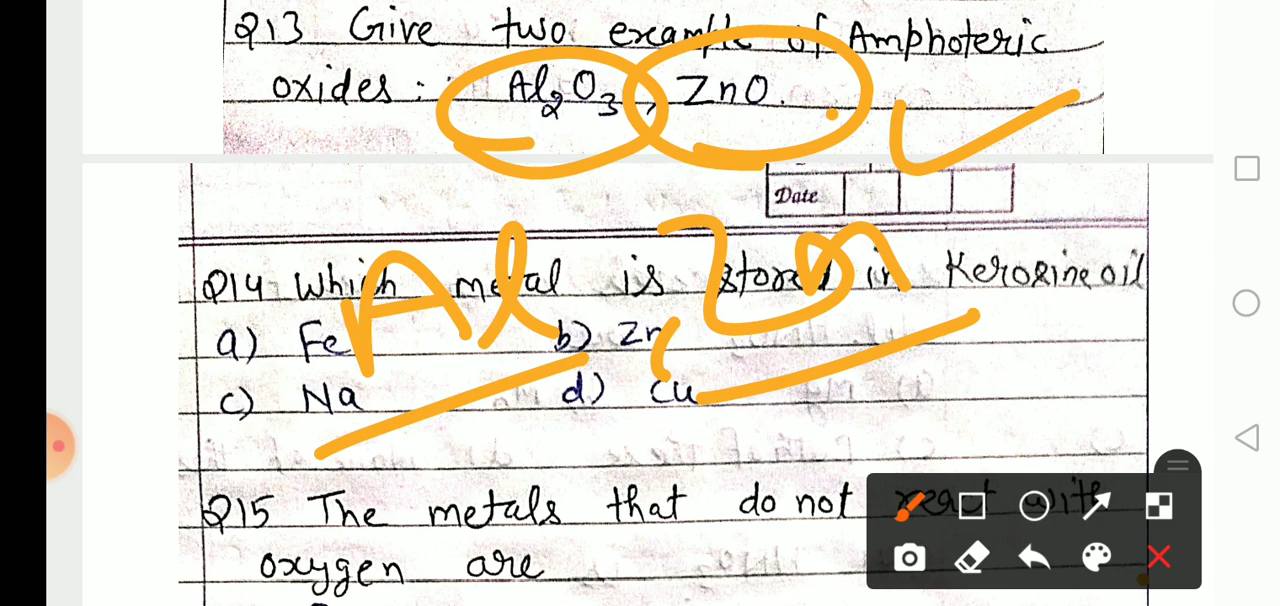 Q13 Give two example of Amphoteric
oxides : Al2O3, ZnO.
Date
Q14 Which metal is stored in Kerosine oil
Al, Zn
a) Fe b) Zn
c) Na d) Cu
Q15 The metals that do not react with
oxygen are